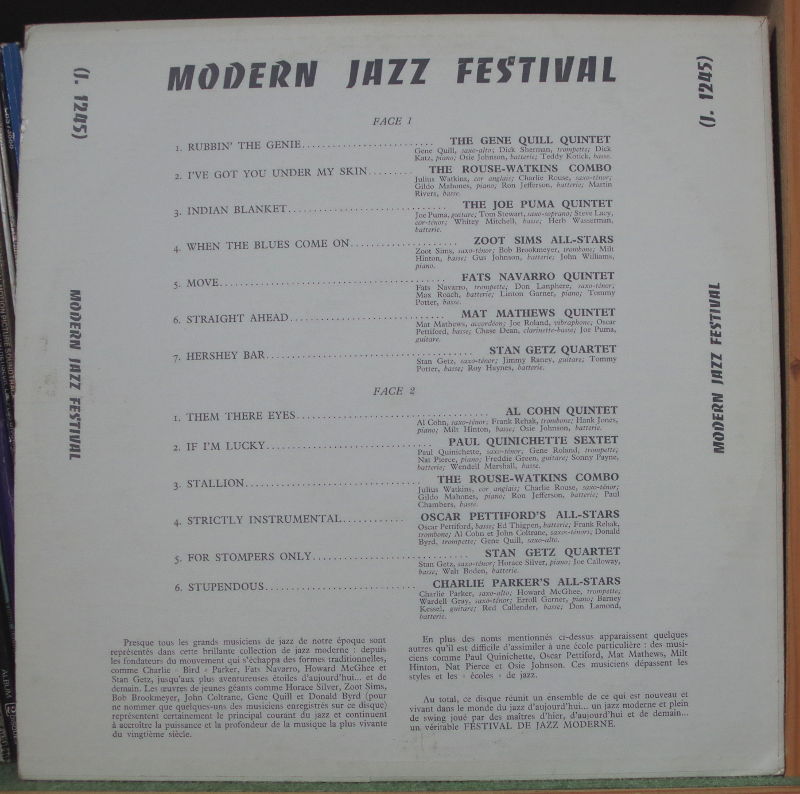 MODERN JAZZ FESTIVAL
(J. 1245)
(J. 1245)
MODERN JAZZ FESTIVAL
MODERN JAZZ FESTIVAL
FACE 1
1. RUBBIN' THE GENIE. . . . . . . . . . . . . . . . . . . . . . . . THE GENE QUILL QUINTET
Gene Quill, saxo-alto; Dick Sherman, trompette; Dick
Katz, piano; Osie Johnson, batterie; Teddy Kotick, basse.
2. I'VE GOT YOU UNDER MY SKIN. . . . . . . . THE ROUSE-WATKINS COMBO
Julius Watkins, cor anglais; Charlie Rouse, saxo-ténor;
Gildo Mahones, piano; Ron Jefferson, batterie; Martin
Rivera, basse.
3. INDIAN BLANKET. . . . . . . . . . . . . . . . . . . . . . . . . . . . . THE JOE PUMA QUINTET
Joe Puma, guitare; Tom Stewart, saxo-soprano; Steve Lacy,
cor-ténor; Whitey Mitchell, basse; Herb Wasserman,
batterie.
4. WHEN THE BLUES COME ON. . . . . . . . . . . . . . . . . . ZOOT SIMS ALL-STARS
Zoot Sims, saxo-ténor; Bob Brookmeyer, trombone; Milt
Hinton, basse; Gus Johnson, batterie; John Williams,
piano.
5. MOVE. . . . . . . . . . . . . . . . . . . . . . . . . . . . . . . . . . . . . FATS NAVARRO QUINTET
Fats Navarro, trompette; Don Lanphere, saxo-ténor;
Max Roach, batterie; Linton Garner, piano; Tommy
Potter, basse.
6. STRAIGHT AHEAD. . . . . . . . . . . . . . . . . . . . . . . . . . MAT MATHEWS QUINTET
Mat Mathews, accordéon; Joe Roland, vibraphone; Oscar
Pettiford, basse; Chase Dean, clarinette-basse; Joe Puma,
guitare.
7. HERSHEY BAR. . . . . . . . . . . . . . . . . . . . . . . . . . . . . . . . . . STAN GETZ QUARTET
Stan Getz, saxo-ténor; Jimmy Raney, guitare; Tommy
Potter, basse; Roy Haynes, batterie.
FACE 2
1. THEM THERE EYES. . . . . . . . . . . . . . . . . . . . . . . . . . . . . . . . AL COHN QUINTET
Al Cohn, saxo-ténor; Frank Rehak, trombone; Hank Jones,
piano; Milt Hinton, basse; Osie Johnson, batterie.
2. IF I'M LUCKY. . . . . . . . . . . . . . . . . . . . . . . . . . . . PAUL QUINICHETTE SEXTET
Paul Quinichette, saxo-ténor; Gene Roland, trompette;
Nat Pierce, piano; Freddie Green, guitare; Sonny Payne,
batterie; Wendell Marshall, basse.
3. STALLION. . . . . . . . . . . . . . . . . . . . . . . . . . . . . THE ROUSE-WATKINS COMBO
Julius Watkins, cor anglais; Charlie Rouse, saxo-ténor;
Gildo Mahones, piano; Ron Jefferson, batterie; Paul
Chambers, basse.
4. STRICTLY INSTRUMENTAL. . . . . . . . . . . OSCAR PETTIFORD'S ALL-STARS
Oscar Pettiford, basse; Ed Thigpen, batterie; Frank Rehak,
trombone; Al Cohn et John Coltrane, saxo-ténors; Donald
Byrd, trompette; Gene Quill, saxo-alto.
5. FOR STOMPERS ONLY. . . . . . . . . . . . . . . . . . . . . . . . . . STAN GETZ QUARTET
Stan Getz, saxo-ténor; Horace Silver, piano; Joe Calloway,
basse; Walt Boden, batterie.
6. STUPENDOUS. . . . . . . . . . . . . . . . . . . . . . . . . . CHARLIE PARKER'S ALL-STARS
Charlie Parker, saxo-alto; Howard McGhee, trompette;
Wardell Gray, saxo-ténor; Erroll Garner, piano; Barney
Kessel, guitare; Red Callender, basse; Don Lamond,
batterie.
Presque tous les grands musiciens de jazz de notre époque sont
représentés dans cette brillante collection de jazz moderne : depuis
les fondateurs du mouvement qui s'échappa des formes traditionnelles,
comme Charlie « Bird » Parker, Fats Navarro, Howard McGhee et
Stan Getz, jusqu'aux plus aventureuses étoiles d'aujourd'hui... et de
demain. Les œuvres de jeunes géants comme Horace Silver, Zoot Sims,
Bob Brookmeyer, John Coltrane, Gene Quill et Donald Byrd (pour
ne nommer que quelques-uns des musiciens enregistrés sur ce disque)
représentent certainement le principal courant du jazz et continuent
à accroître la puissance et la profondeur de la musique la plus vivante
du vingtième siècle.
En plus des noms mentionnés ci-dessus apparaissent quelques
autres qu'il est difficile d'assimiler à une école particulière : des musi-
ciens comme Paul Quinichette, Oscar Pettiford, Mat Mathews, Milt
Hinton, Nat Pierce et Osie Johnson. Ces musiciens dépassent les
styles et les « écoles » de jazz.
Au total, ce disque réunit un ensemble de ce qui est nouveau et
vivant dans le monde du jazz d'aujourd'hui... un jazz moderne et plein
de swing joué par des maîtres d'hier, d'aujourd'hui et de demain...
un véritable FESTIVAL DE JAZZ MODERNE.